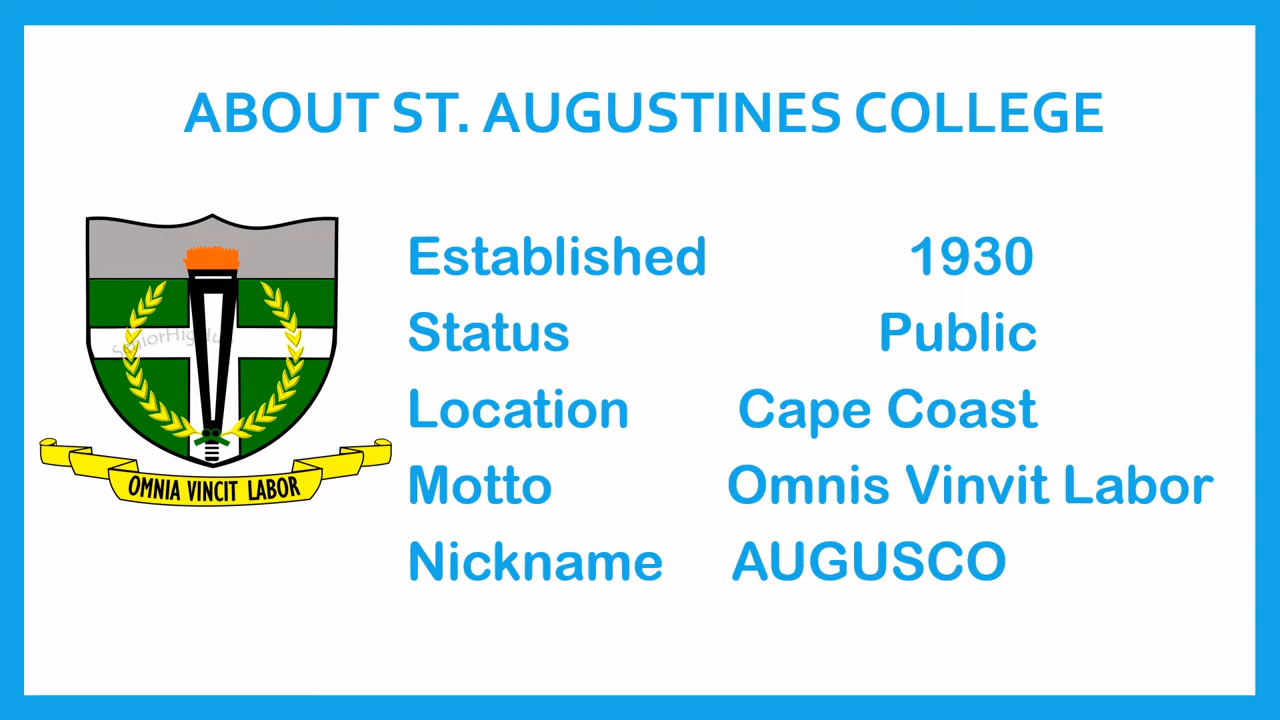 ABOUT ST. AUGUSTINES COLLEGE
Established 1930
Status Public
Location Cape Coast
Motto Omnis Vinvit Labor
Nickname AUGUSCO
OMNIA VINCIT LABOR